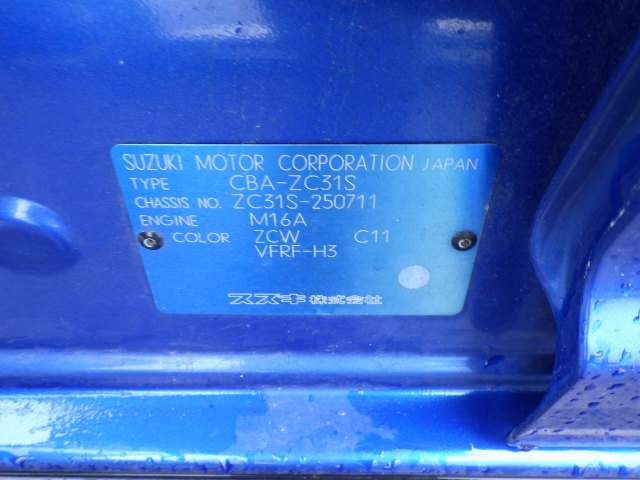 SUZUKI MOTOR CORPORATION JAPAN
TYPE CBA-ZC31S
CHASSIS NO. ZC31S-250711
ENGINE M16A
COLOR ZCW C11
VFRF-H3
スズキ株式会社